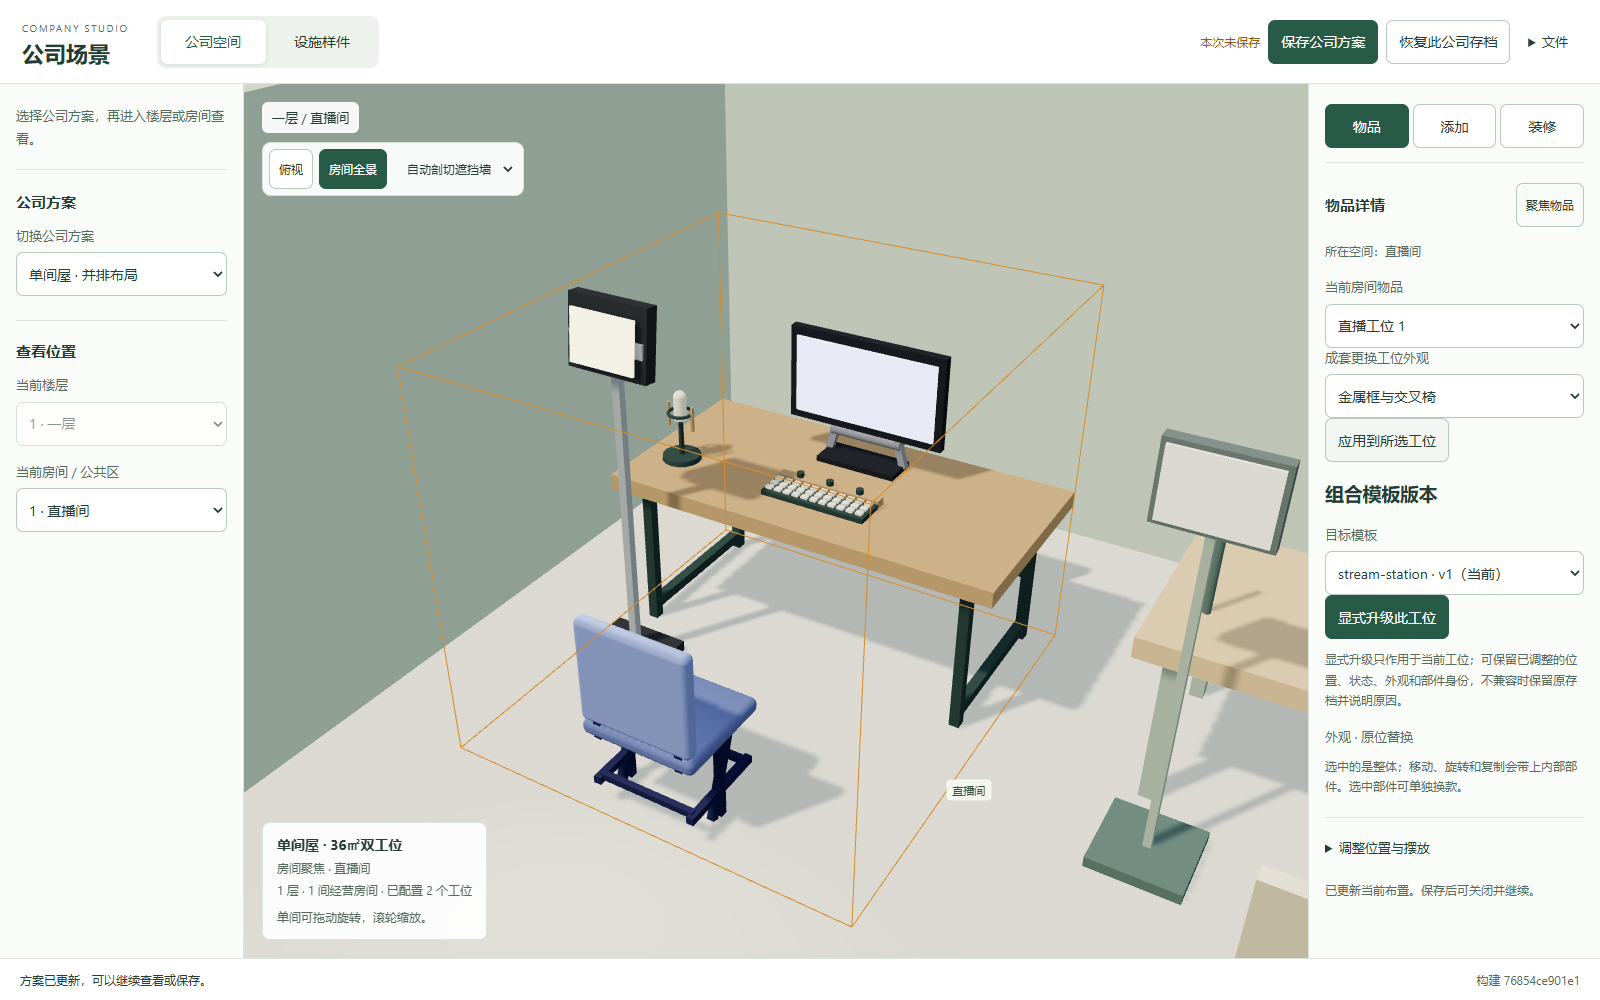 COMPANY STUDIO
公司场景
公司空间
设施样件
本次未保存
保存公司方案
恢复此公司存档
文件
选择公司方案，再进入楼层或房间查
看。
公司方案
切换公司方案
单间屋 · 并排布局
查看位置
当前楼层
1 · 一层
当前房间 / 公共区
1 · 直播间
一层 / 直播间
俯视
房间全景
自动剖切遮挡墙
直播间
单间屋 · 36㎡双工位
房间聚焦 · 直播间
1 层 · 1 间经营房间 · 已配置 2 个工位
单间可拖动旋转，滚轮缩放。
物品
添加
装修
物品详情
聚焦物品
所在空间：直播间
当前房间物品
直播工位 1
成套更换工位外观
金属框与交叉椅
应用到所选工位
组合模板版本
目标模板
stream-station · v1（当前）
显式升级此工位
显式升级只作用于当前工位；可保留已调整的位
置、状态、外观和部件身份，不兼容时保留原存
档并说明原因。
外观 · 原位替换
选中的是整体；移动、旋转和复制会带上内部部
件。选中部件可单独换款。
调整位置与摆放
已更新当前布置。保存后可关闭并继续。
方案已更新，可以继续查看或保存。
构建 76854ce901e1